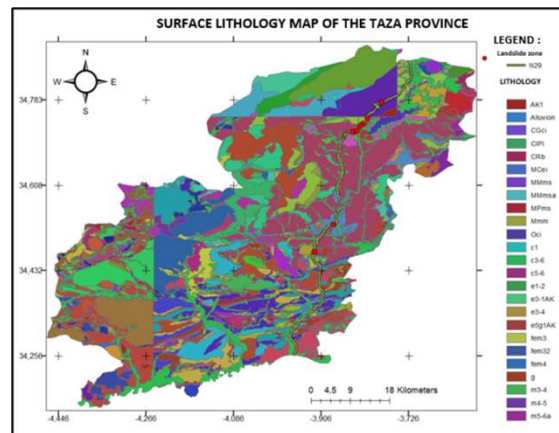 SURFACE LITHOLOGY MAP OF THE TAZA PROVINCE
N
W E
S
34,783
34,608
34,432
34,256
-4,446 -4,266 -4,086 -3,906 -3,726
0 4,5 9 18 Kilometers
LEGEND :
Landslide zone
N29
LITHOLOGY
AK1
Alluvion
CGci
CIPl
CRb
MCei
MMms
MMmsa
MPms
Mmm
Oci
c1
c3-6
c5-6
e1-2
e3-1AK
e3-4
e5g1AK
fem3
fem32
fem4
g
m3-4
m4-5
m5-6a